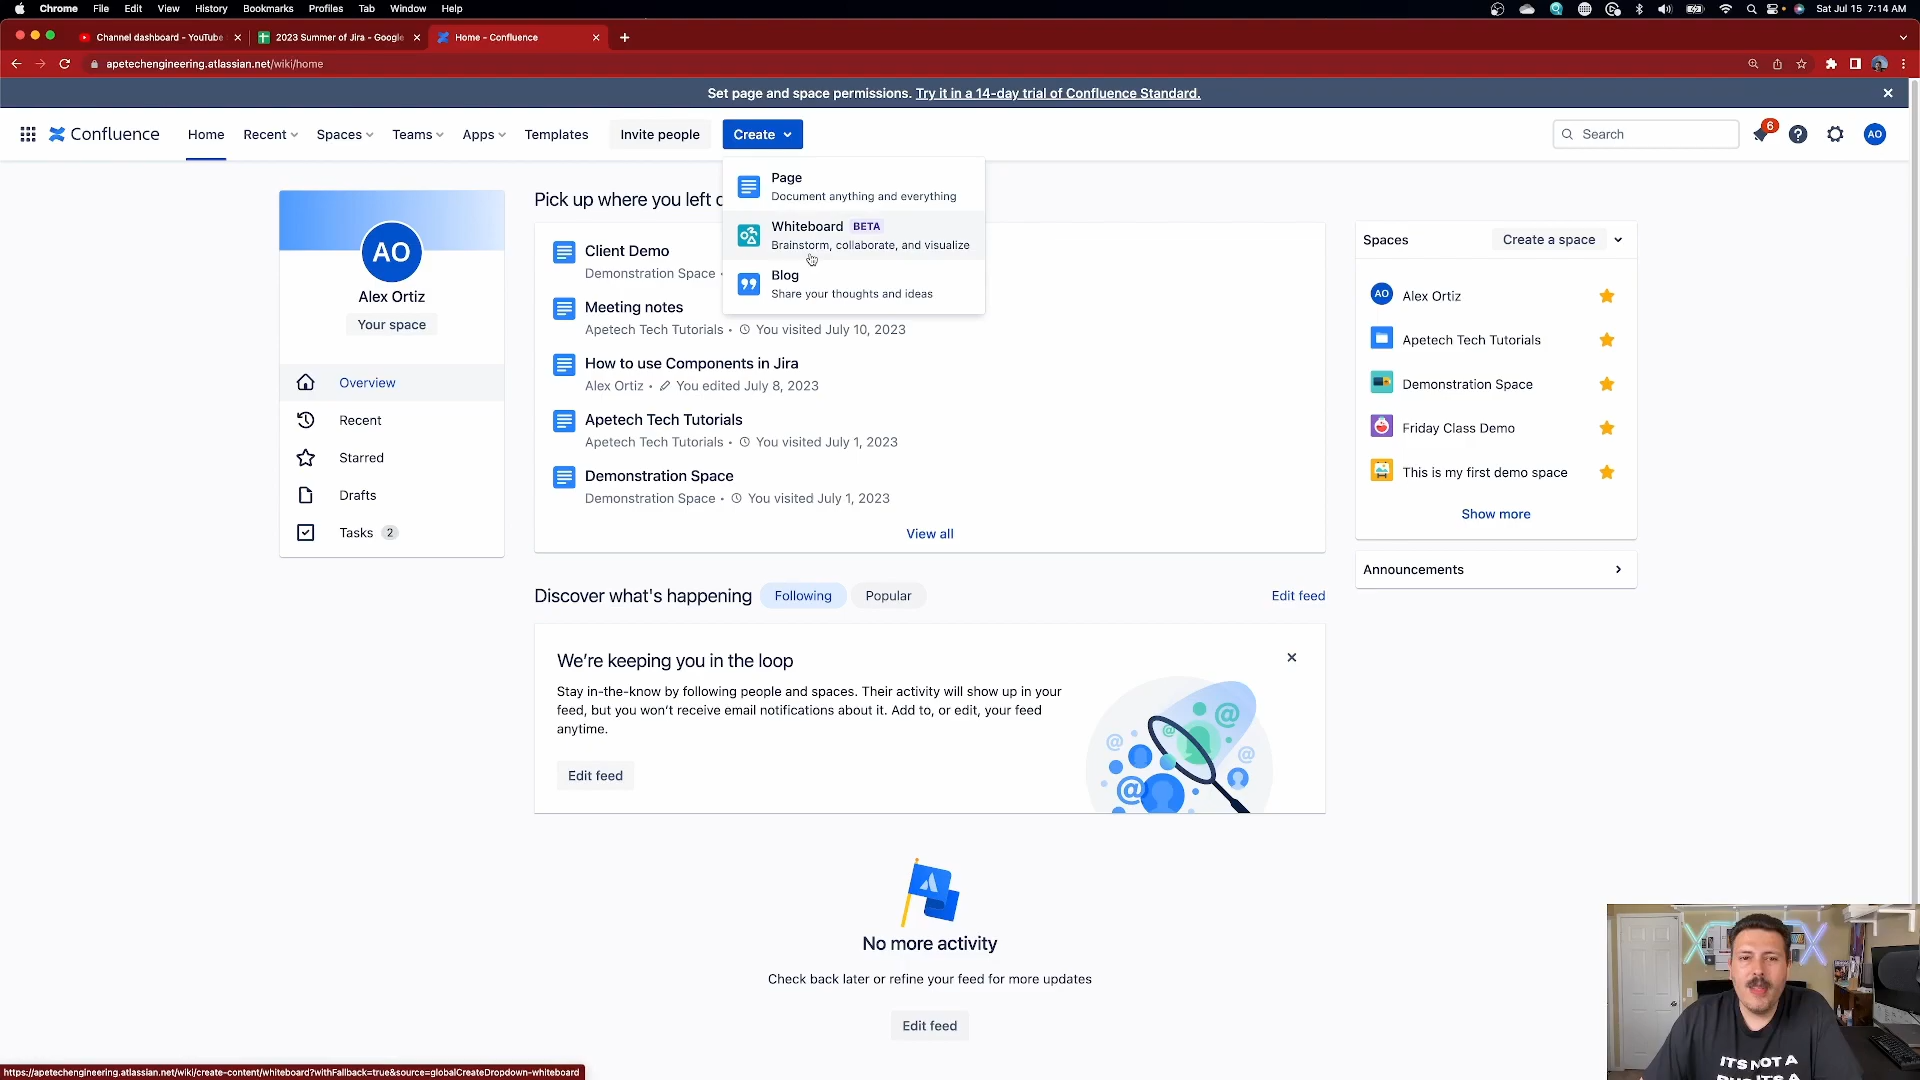 Chrome File Edit View History Bookmarks Profiles Tab Window Help Sat Jul 15 7:14 AM
Channel dashboard - YouTube 2023 Summer of Jira - Google Home - Confluence
apetechengineering.atlassian.net/wiki/home
Set page and space permissions. Try it in a 14-day trial of Confluence Standard.
Confluence Home Recent Spaces Teams Apps Templates Invite people Create Search 6 AO
Page
Document anything and everything
Whiteboard BETA
Brainstorm, collaborate, and visualize
Blog
Share your thoughts and ideas
AO
Alex Ortiz
Your space
Overview
Recent
Starred
Drafts
Tasks 2
Pick up where you left
Client Demo
Demonstration Space •
Meeting notes
Apetech Tech Tutorials • You visited July 10, 2023
How to use Components in Jira
Alex Ortiz • You edited July 8, 2023
Apetech Tech Tutorials
Apetech Tech Tutorials • You visited July 1, 2023
Demonstration Space
Demonstration Space • You visited July 1, 2023
View all
Spaces Create a space
AO Alex Ortiz
Apetech Tech Tutorials
Demonstration Space
Friday Class Demo
This is my first demo space
Show more
Announcements
Discover what's happening Following Popular Edit feed
We're keeping you in the loop
Stay in-the-know by following people and spaces. Their activity will show up in your
feed, but you won't receive email notifications about it. Add to, or edit, your feed
anytime.
Edit feed
No more activity
Check back later or refine your feed for more updates
Edit feed
IT'S NOT A
https://apetechengineering.atlassian.net/wiki/create-content/whiteboard?withFallback=true&source=globalCreateDropdown-whiteboard